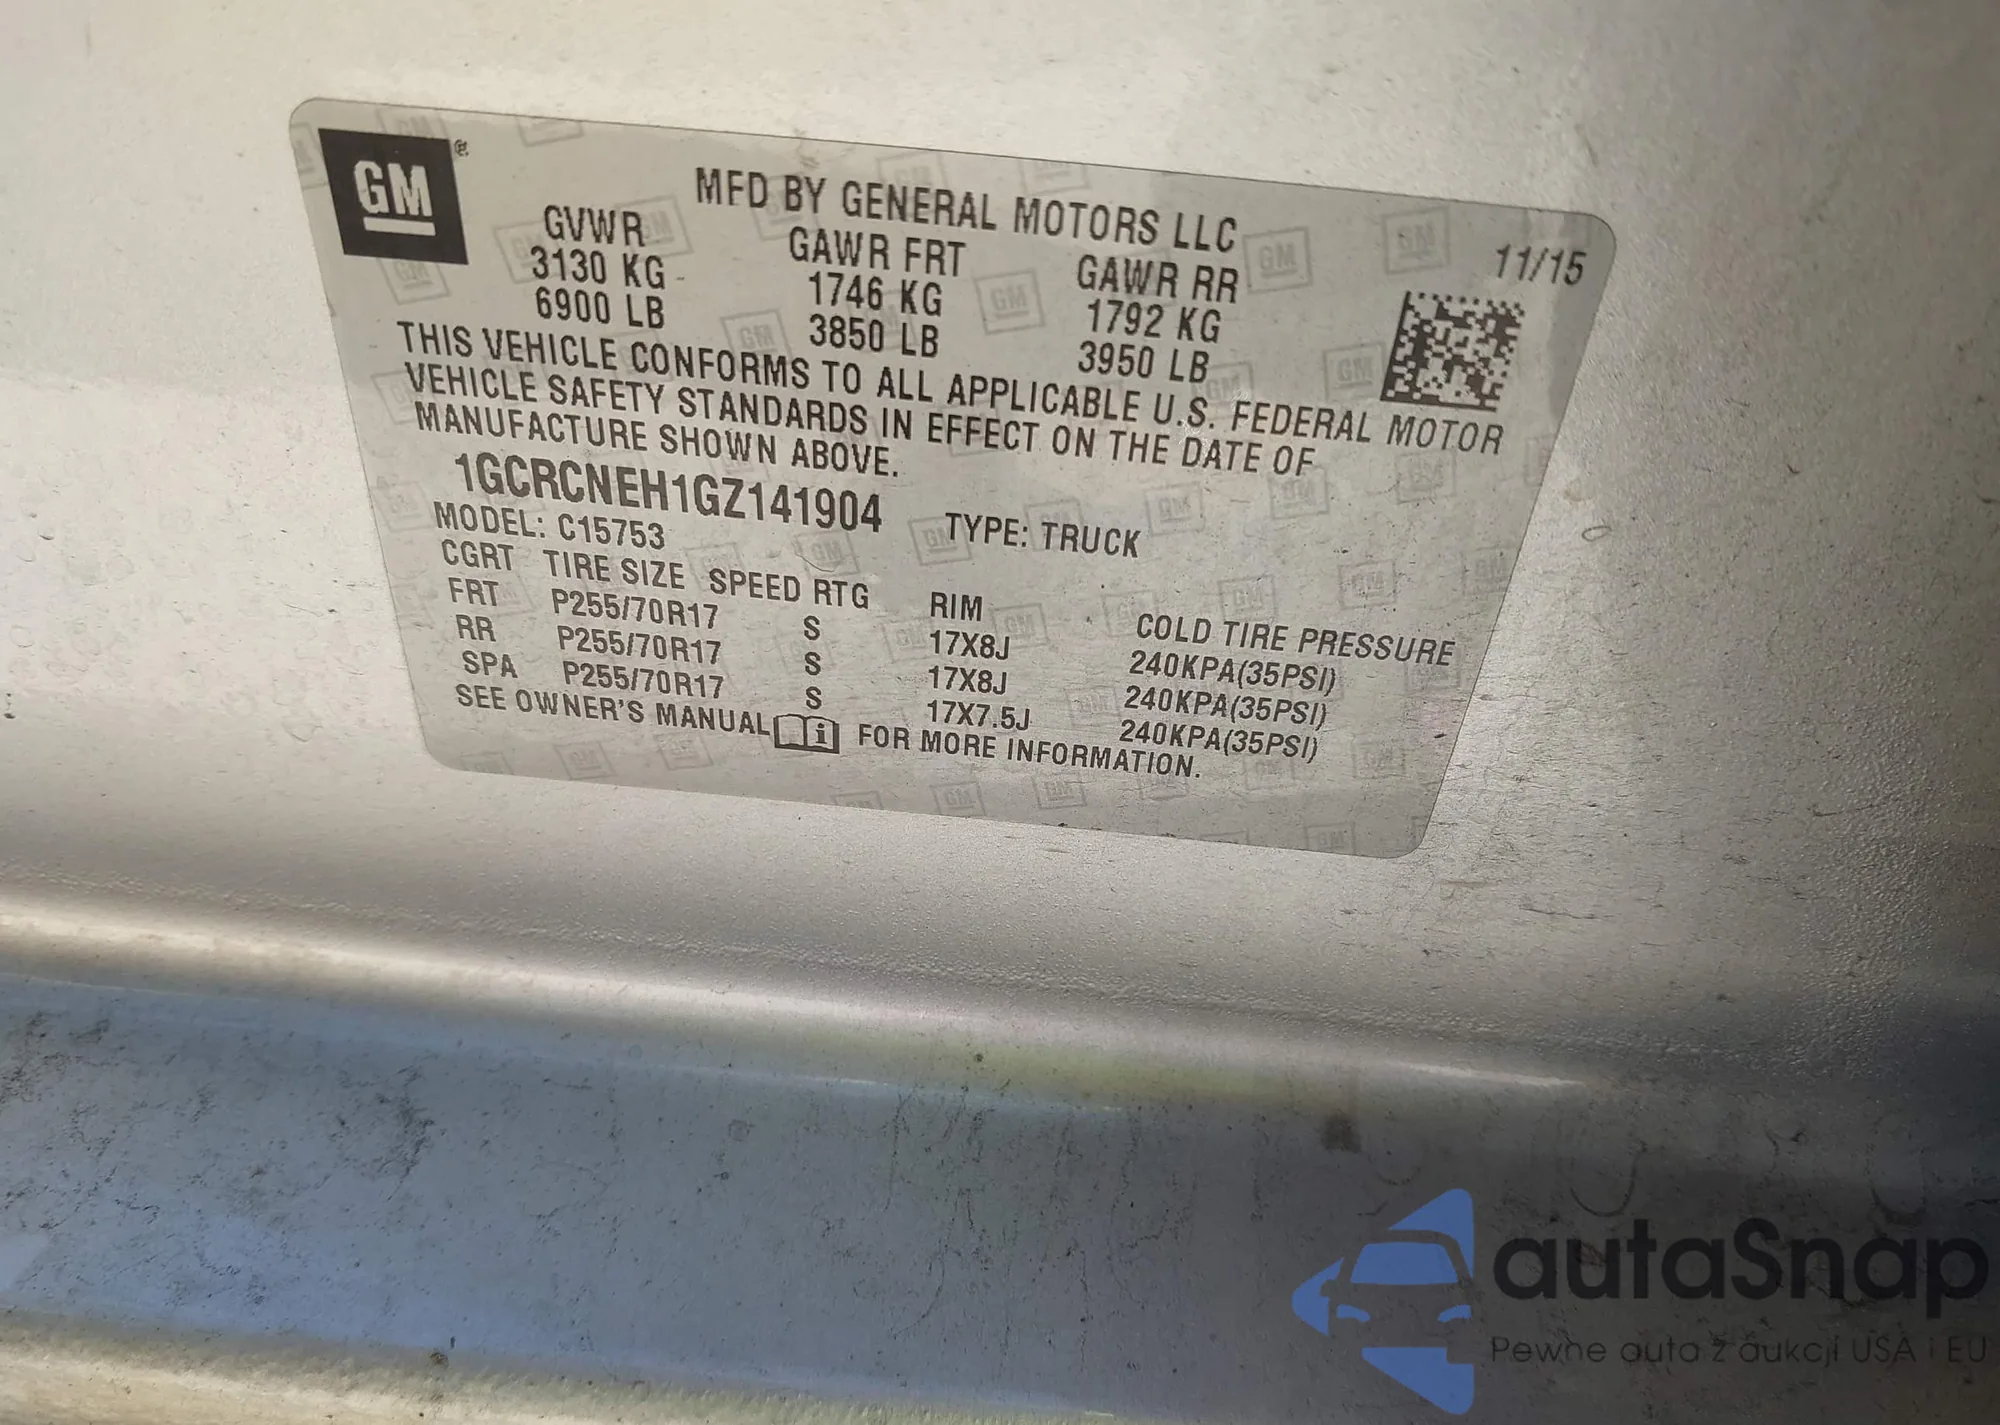 GM®
MFD BY GENERAL MOTORS LLC
11/15
GVWR GAWR FRT GAWR RR
3130 KG 1746 KG 1792 KG
6900 LB 3850 LB 3950 LB
THIS VEHICLE CONFORMS TO ALL APPLICABLE U.S. FEDERAL MOTOR
VEHICLE SAFETY STANDARDS IN EFFECT ON THE DATE OF
MANUFACTURE SHOWN ABOVE.
1GCRCNEH1GZ141904 TYPE: TRUCK
MODEL: C15753
CGRT TIRE SIZE SPEED RTG RIM COLD TIRE PRESSURE
FRT P255/70R17 S 17X8J 240KPA(35PSI)
RR P255/70R17 S 17X8J 240KPA(35PSI)
SPA P255/70R17 S 17X7.5J 240KPA(35PSI)
SEE OWNER'S MANUAL i FOR MORE INFORMATION.
autaSnap
Pewne auta z aukcji USA i EU